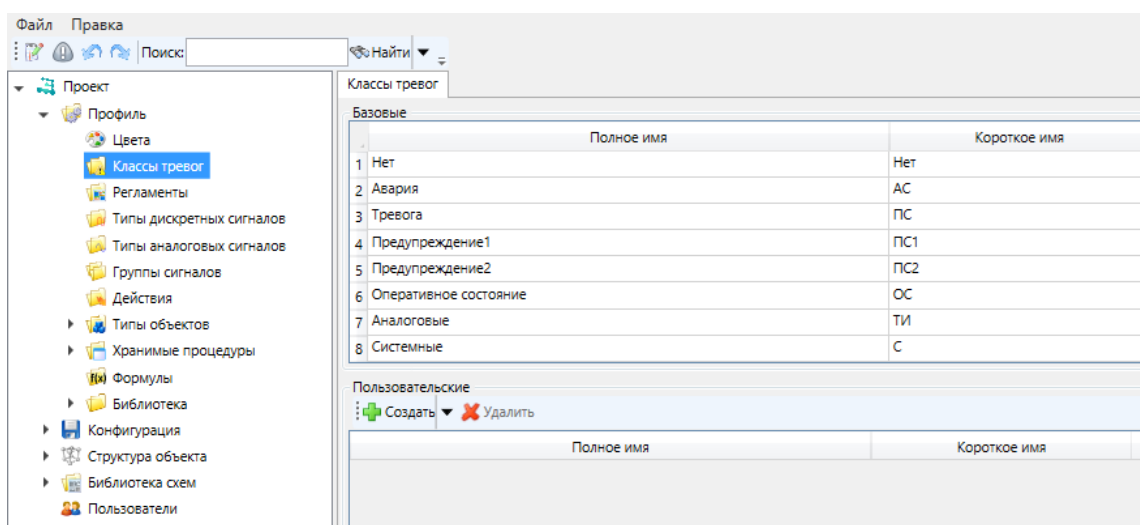 Файл Правка
Поиск: Найти
Проект
Профиль
Цвета
Классы тревог
Регламенты
Типы дискретных сигналов
Типы аналоговых сигналов
Группы сигналов
Действия
Типы объектов
Хранимые процедуры
f(x) Формулы
Библиотека
Конфигурация
Структура объекта
Библиотека схем
Пользователи
Классы тревог
Базовые
Полное имя Короткое имя
1 Нет Нет
2 Авария АС
3 Тревога ПС
4 Предупреждение1 ПС1
5 Предупреждение2 ПС2
6 Оперативное состояние ОС
7 Аналоговые ТИ
8 Системные С
Пользовательские
Создать Удалить
Полное имя Короткое имя